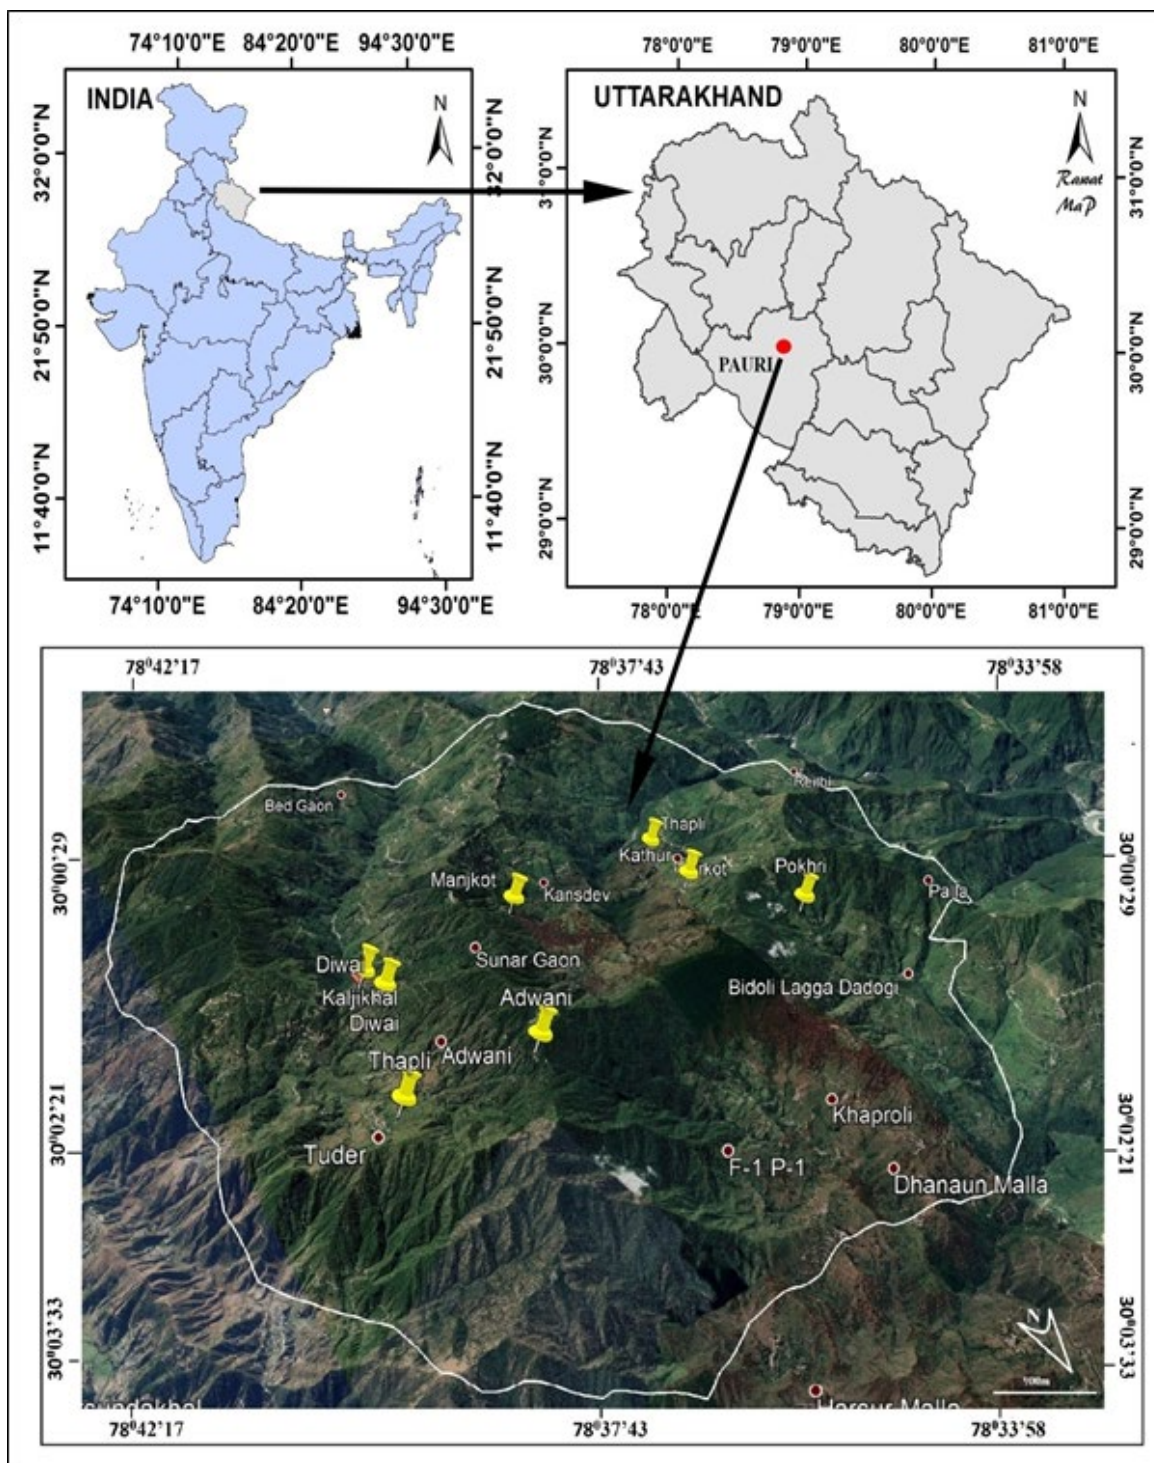 74°10'0"E 84°20'0"E 94°30'0"E
INDIA
N
32°0'0"N
21°50'0"N
11°40'0"N
32°0'0"N
21°50'0"N
11°40'0"N
74°10'0"E 84°20'0"E 94°30'0"E
78°0'0"E 79°0'0"E 80°0'0"E 81°0'0"E
UTTARAKHAND
N
Rawat
MaP
PAURI
31°0'0"N
30°0'0"N
29°0'0"N
31°0'0"N
30°0'0"N
29°0'0"N
78°0'0"E 79°0'0"E 80°0'0"E 81°0'0"E
78⁰42'17 78⁰37'43 78⁰33'58
30⁰00'29
30⁰02'21
30⁰03'33
Bed Gaon
Thapli
Kathur
Manjkot
Kansdev
Pokhri
Sunar Gaon
Diwai
Kaljikhal
Diwai
Adwani
Bidoli Lagga Dadogi
Thapli
Adwani
Khaproli
Tuder
F-1 P-1
Dhanaun Malla
N
30⁰00'29
30⁰02'21
30⁰03'33
78⁰42'17 78⁰37'43 78⁰33'58